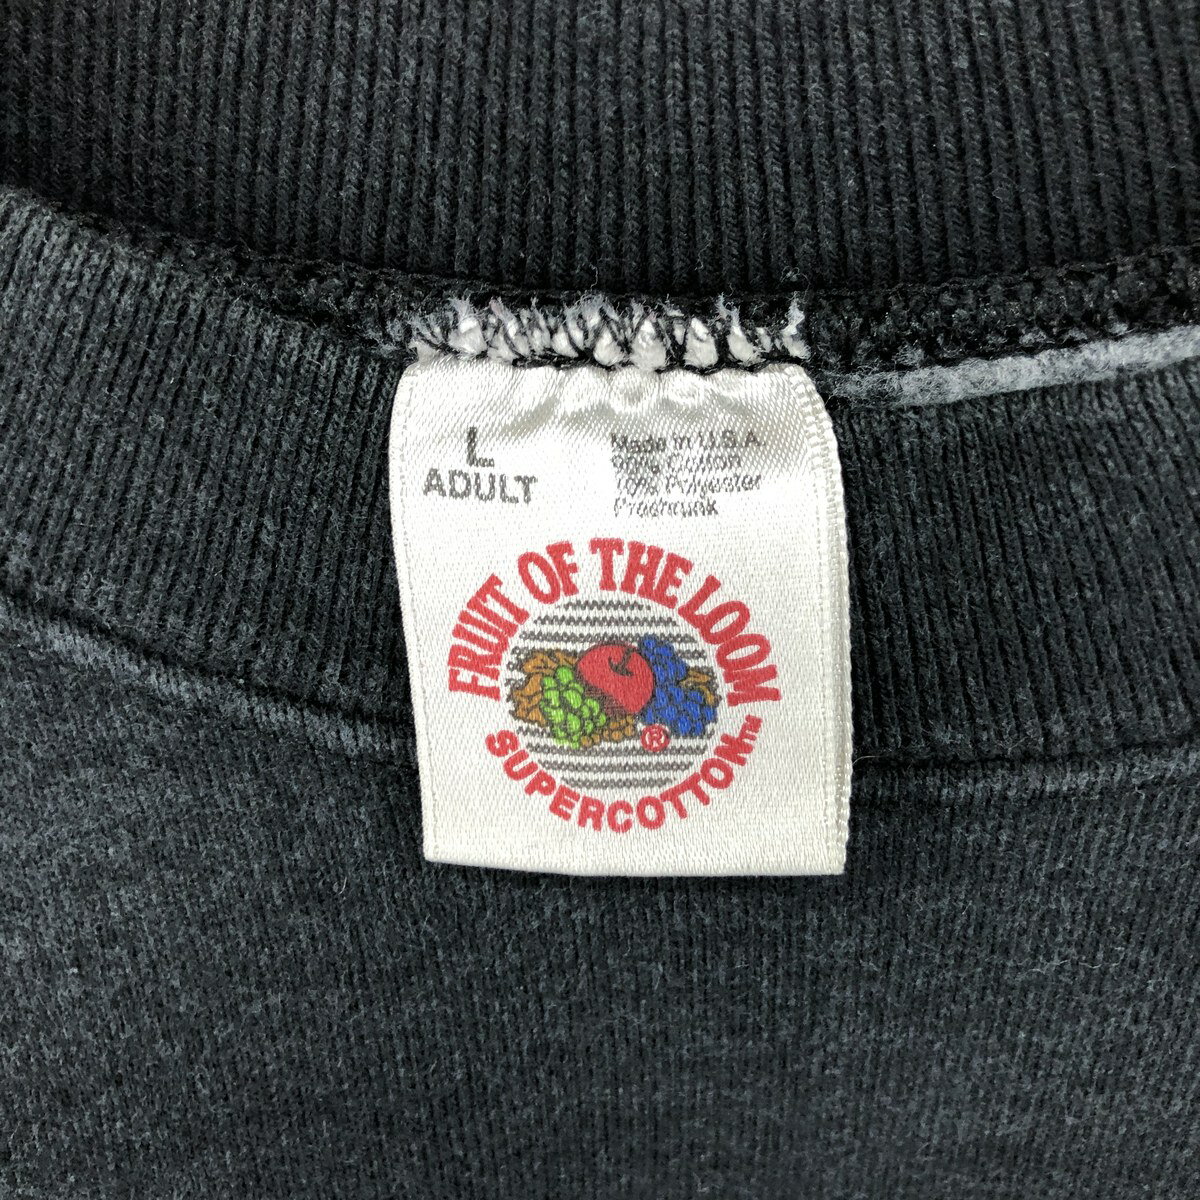 L
ADULT
Made in U.S.A.
90% Cotton
10% Polyester
Preshrunk
FRUIT OF THE LOOM
®
SUPERCOTTON™